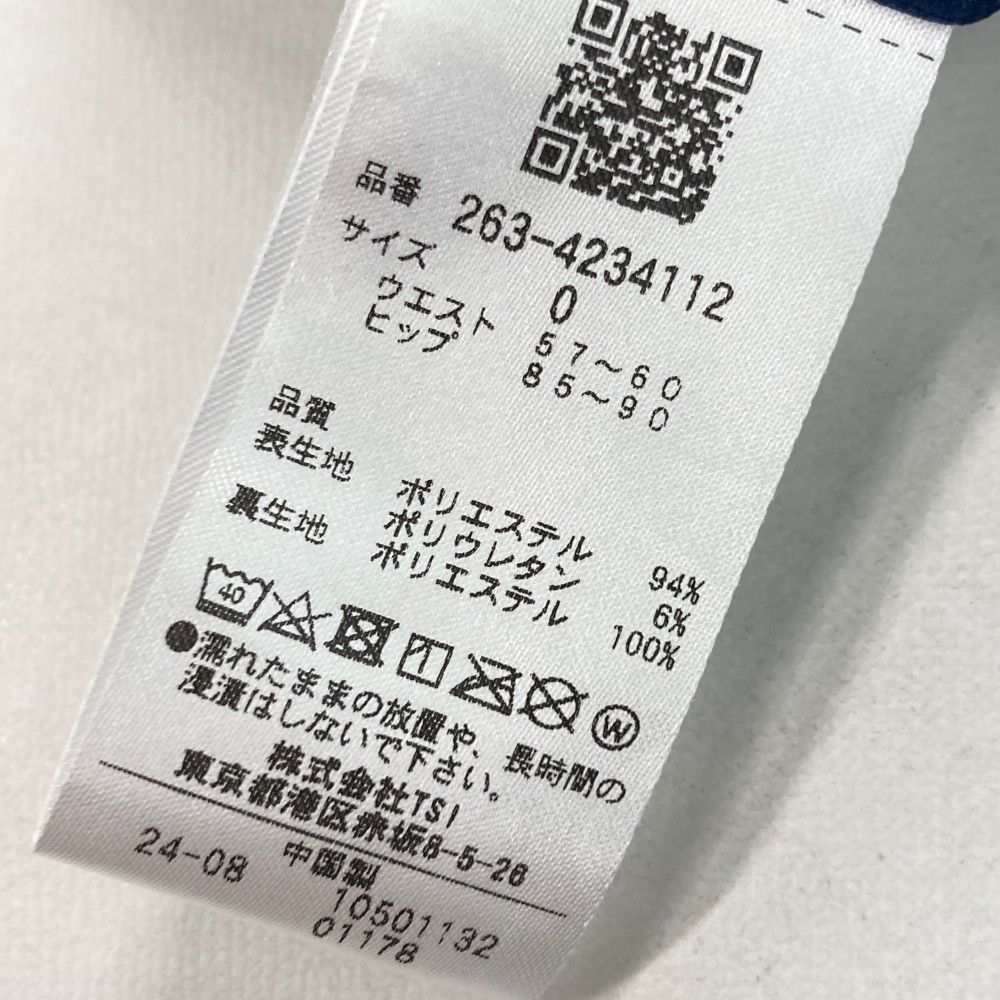 品番 263-4234112
サイズ 0
ウエスト 57～60
ヒップ 85～90
品質
表生地 ポリエステル 94%
ポリウレタン 6%
裏生地 ポリエステル 100%
40
W
●濡れたままの放置や、長時間の
浸漬はしないで下さい。
株式会社TSI
東京都港区赤坂8-5-26
24-08 中国製
10501132
01178